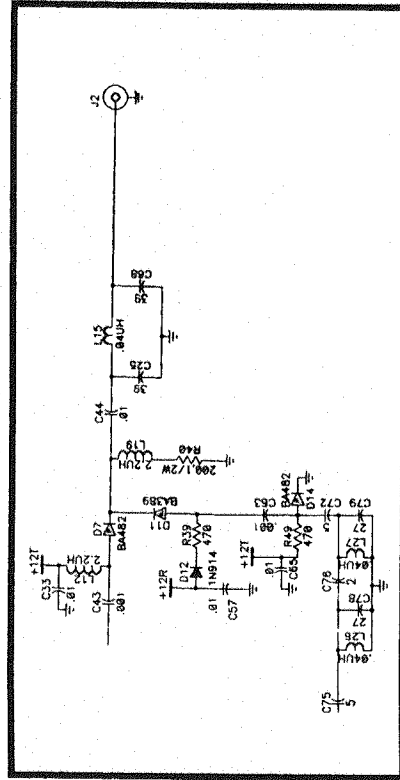 +12T
C33
.01
L12
2.2UH
C43
.001
D7
BA482
L19
2.2UH
R40
200,1/2W
C44
.01
C25
39
L15
.04UH
C68
39
J2
D11
BA389
+12R
D12
1N914
R39
470
.01
C57
C63
.001
+12T
.01
C65
R49
470
BA482
D14
C72
5
C75
5
L26
.04UH
C78
27
C76
2
L27
.04UH
C79
27